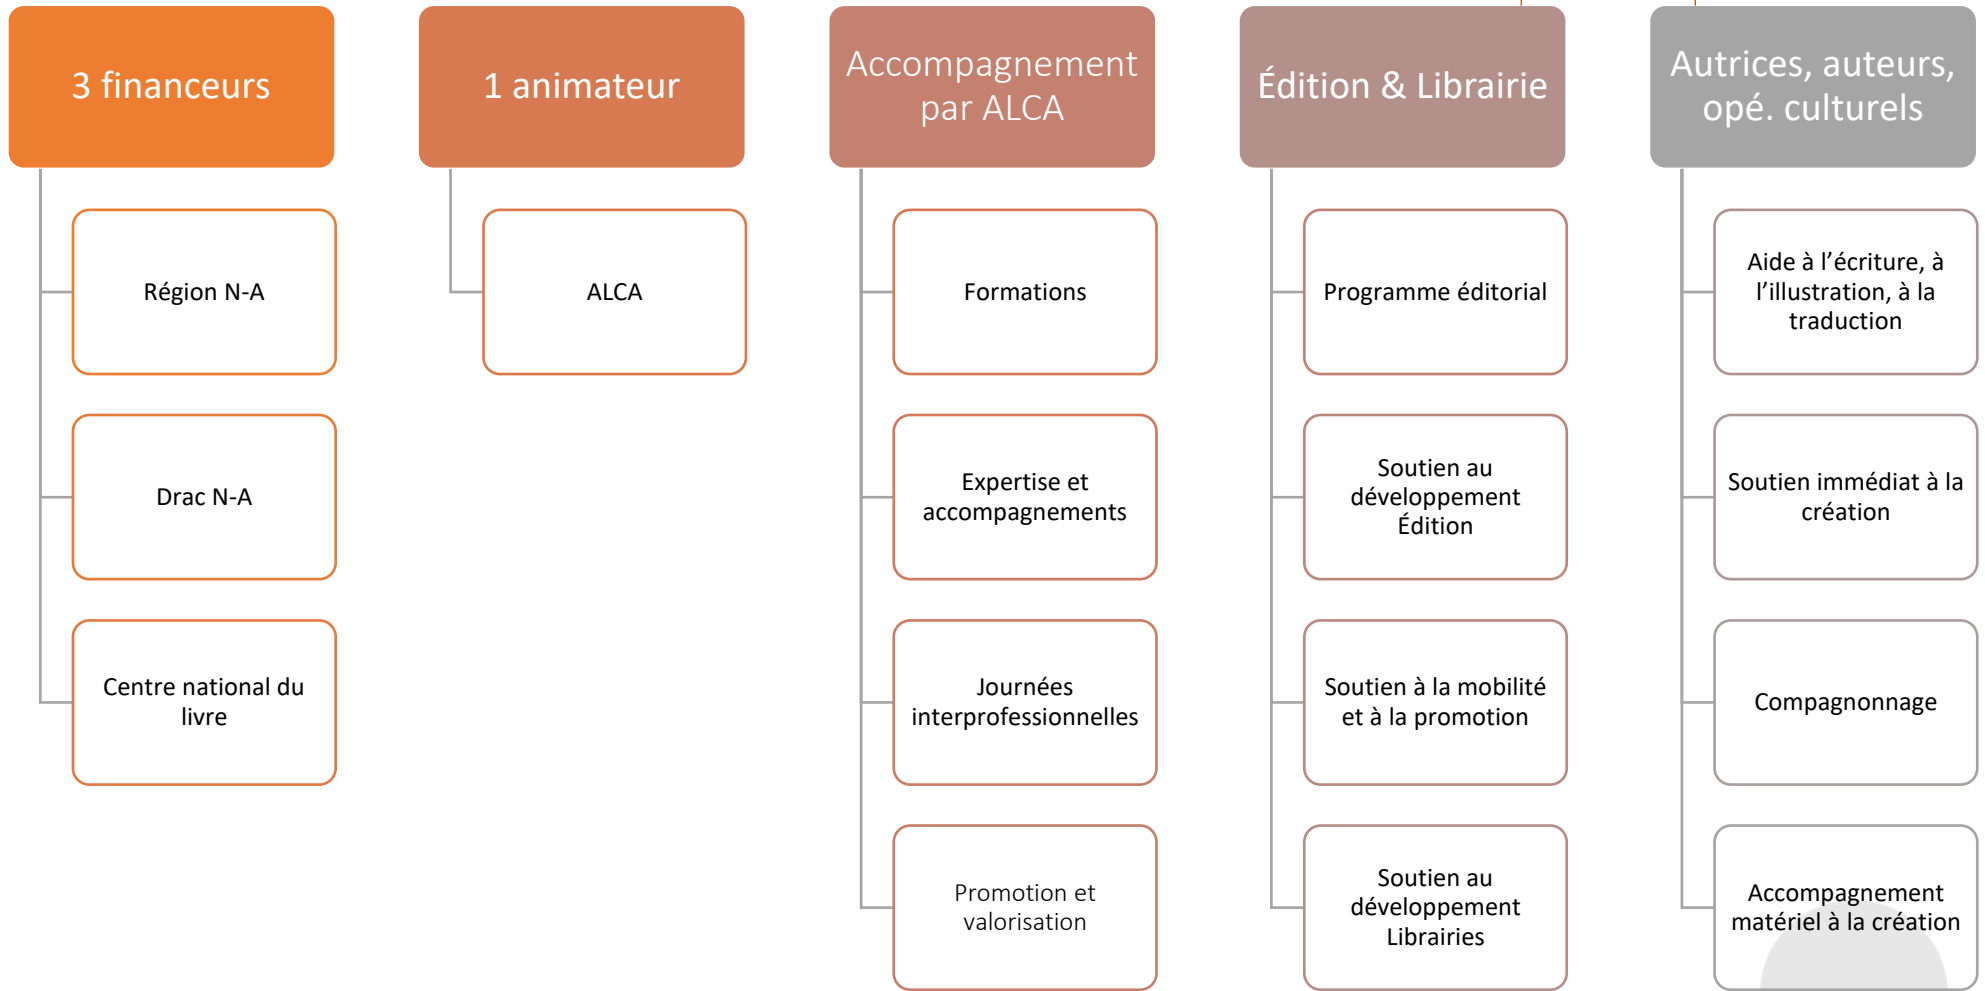 3 financeurs
Région N-A
Drac N-A
Centre national du
livre
1 animateur
ALCA
Accompagnement
par ALCA
Formations
Expertise et
accompagnements
Journées
interprofessionnelles
Promotion et
valorisation
Édition & Librairie
Programme éditorial
Soutien au
développement
Édition
Soutien à la mobilité
et à la promotion
Soutien au
développement
Librairies
Autrices, auteurs,
opé. culturels
Aide à l’écriture, à
l’illustration, à la
traduction
Soutien immédiat à la
création
Compagnonnage
Accompagnement
matériel à la création